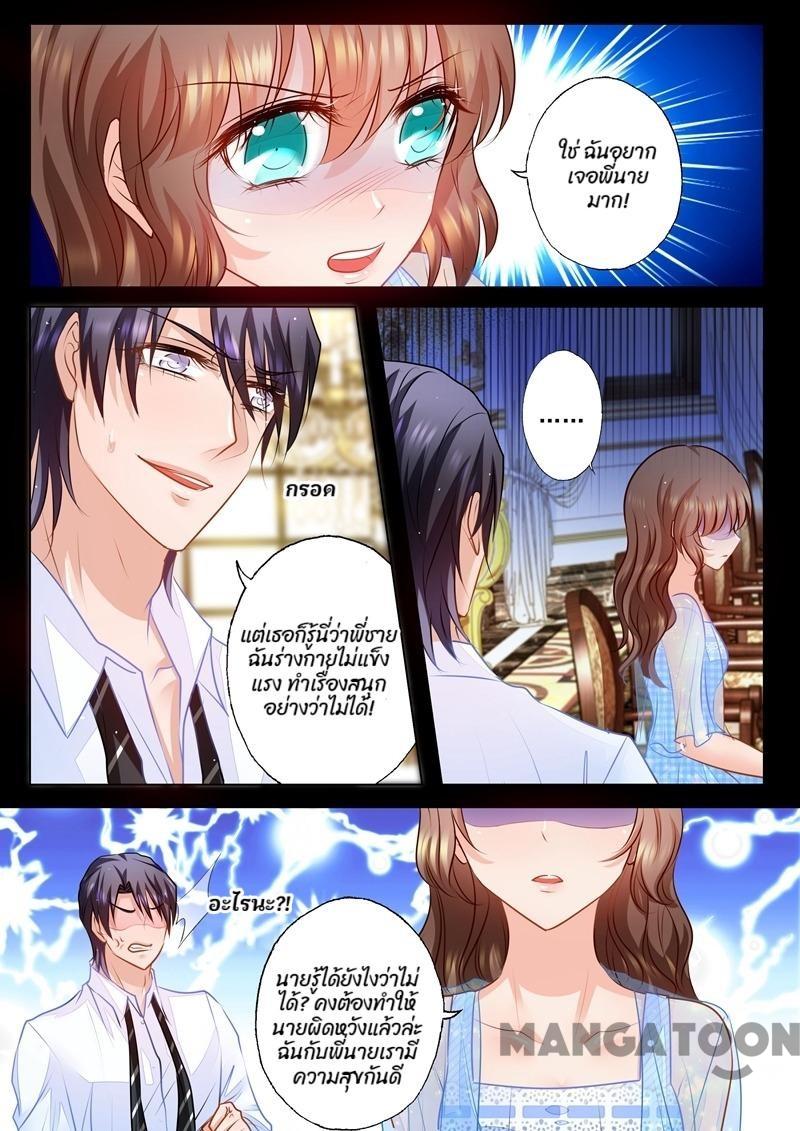 ใช่ ฉันอยาก
เจอพี่นาย
มาก!
......
กรอด
แต่เธอก็รู้นี่ว่าพี่ชาย
ฉันร่างกายไม่แข็ง
แรง ทำเรื่องสนุก
อย่างว่าไม่ได้!
อะไรนะ?!
นายรู้ได้ยังไงว่าไม่
ได้? คงต้องทำให้
นายผิดหวังแล้วล่ะ
ฉันกับพี่นายเรามี
ความสุขกันดี
MANGATOON